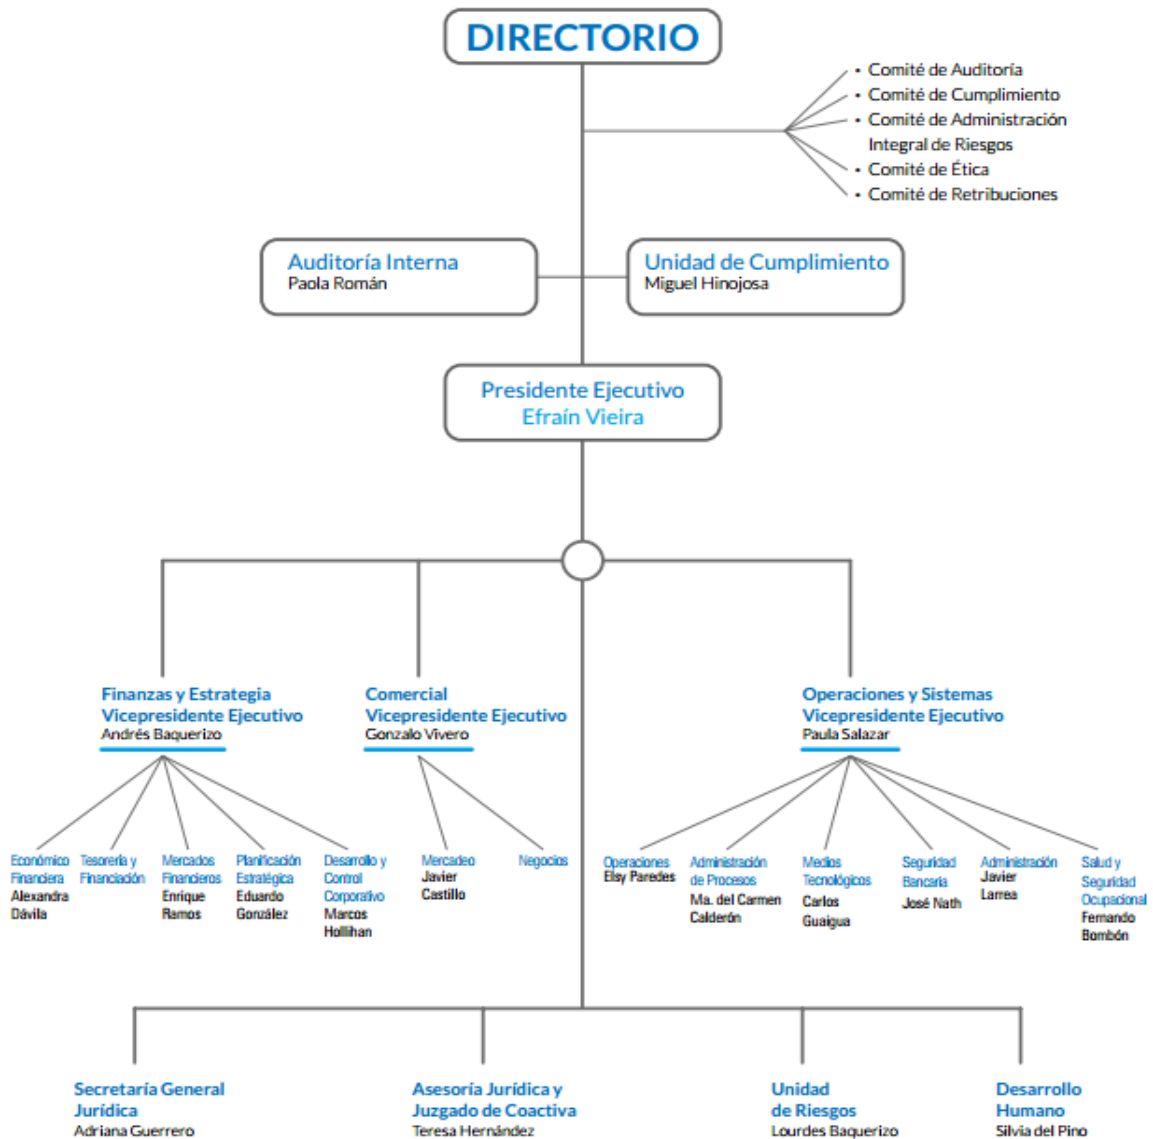 DIRECTORIO
• Comité de Auditoría
• Comité de Cumplimiento
• Comité de Administración
Integral de Riesgos
• Comité de Ética
• Comité de Retribuciones
Auditoría Interna
Paola Román
Unidad de Cumplimiento
Miguel Hinojosa
Presidente Ejecutivo
Efraín Vieira
Finanzas y Estrategia
Vicepresidente Ejecutivo
Andrés Baquerizo
Comercial
Vicepresidente Ejecutivo
Gonzalo Vivero
Operaciones y Sistemas
Vicepresidente Ejecutivo
Paula Salazar
Económico
Financiera
Alexandra
Dávila
Tesorería y
Financiación
Mercados
Financieros
Enrique
Ramos
Planificación
Estratégica
Eduardo
González
Desarrollo y
Control
Corporativo
Marcos
Hollihan
Mercadeo
Javier
Castillo
Negocios
Operaciones
Elsy Paredes
Administración
de Procesos
Ma. del Carmen
Calderón
Medios
Tecnológicos
Carlos
Guaigua
Seguridad
Bancaria
José Nath
Administración
Javier
Larrea
Salud y
Seguridad
Ocupacional
Fernando
Bombón
Secretaría General
Jurídica
Adriana Guerrero
Asesoría Jurídica y
Juzgado de Coactiva
Teresa Hernández
Unidad
de Riesgos
Lourdes Baquerizo
Desarrollo
Humano
Silvia del Pino